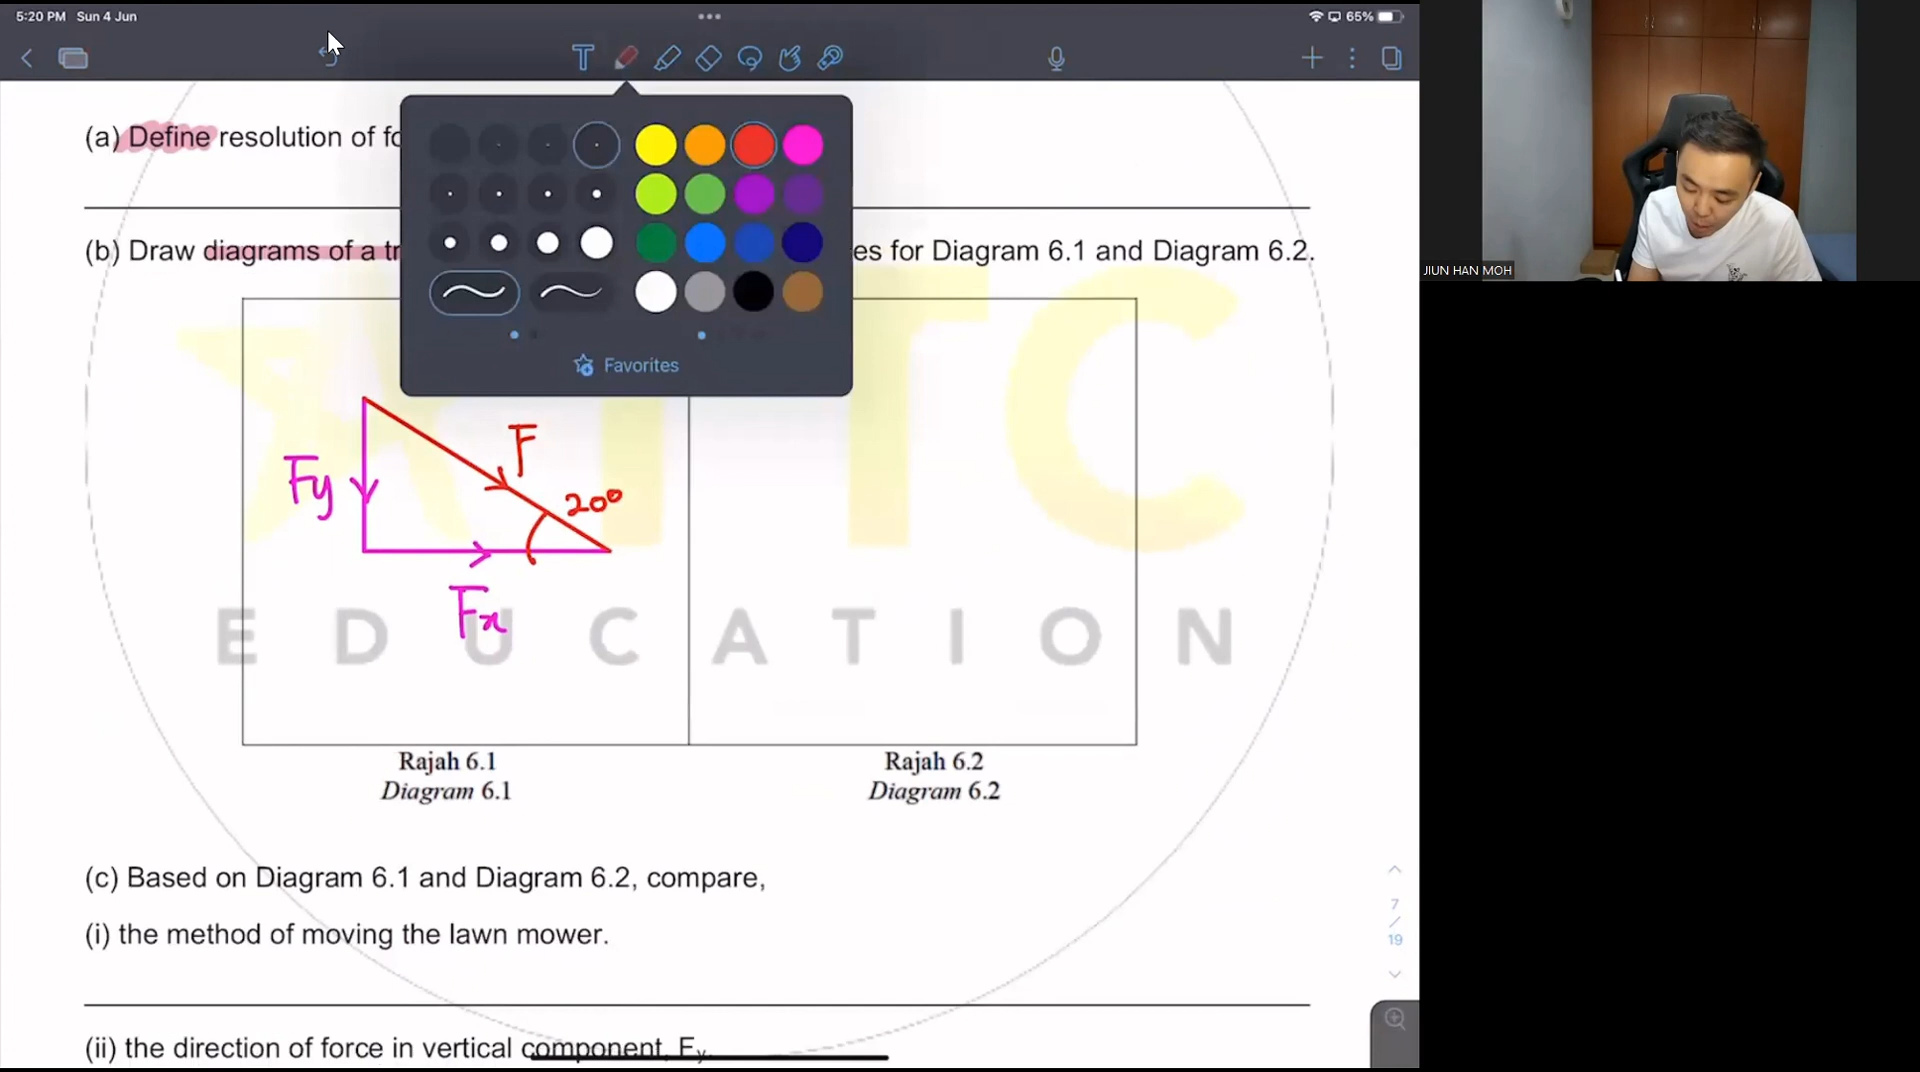 5:20 PM Sun 4 Jun
65%
T
(a) Define resolution of fo
(b) Draw diagrams of a tr
es for Diagram 6.1 and Diagram 6.2.
Favorites
TTC
F
Fy
20°
Fx
EDUCATION
Rajah 6.1
Diagram 6.1
Rajah 6.2
Diagram 6.2
(c) Based on Diagram 6.1 and Diagram 6.2, compare,
(i) the method of moving the lawn mower.
(ii) the direction of force in vertical component, Fy.
7
/
19
JIUN HAN MOH